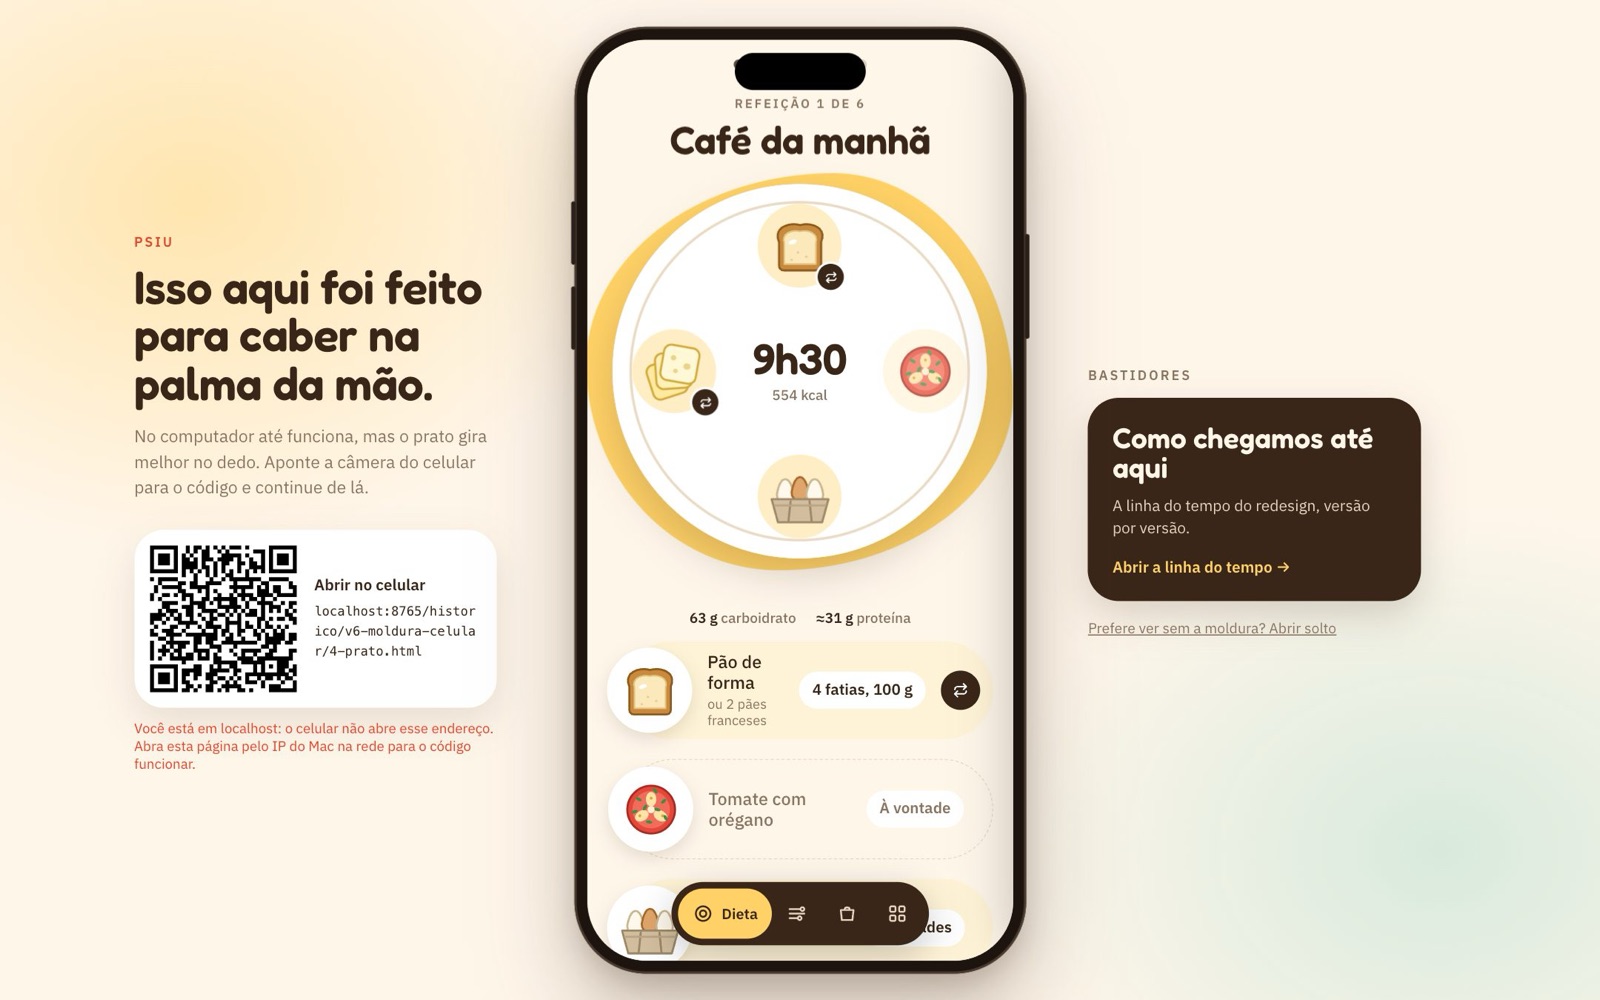 PSIU
Isso aqui foi feito
para caber na
palma da mão.
No computador até funciona, mas o prato gira
melhor no dedo. Aponte a câmera do celular
para o código e continue de lá.
Abrir no celular
localhost:8765/histor
ico/v6-moldura-celula
r/4-prato.html
Você está em localhost: o celular não abre esse endereço.
Abra esta página pelo IP do Mac na rede para o código
funcionar.
REFEIÇÃO 1 DE 6
Café da manhã
9h30
554 kcal
63 g carboidrato ≈31 g proteína
Pão de
forma
ou 2 pães
franceses
4 fatias, 100 g
Tomate com
orégano
À vontade
Dieta
BASTIDORES
Como chegamos até
aqui
A linha do tempo do redesign, versão
por versão.
Abrir a linha do tempo →
Prefere ver sem a moldura? Abrir solto